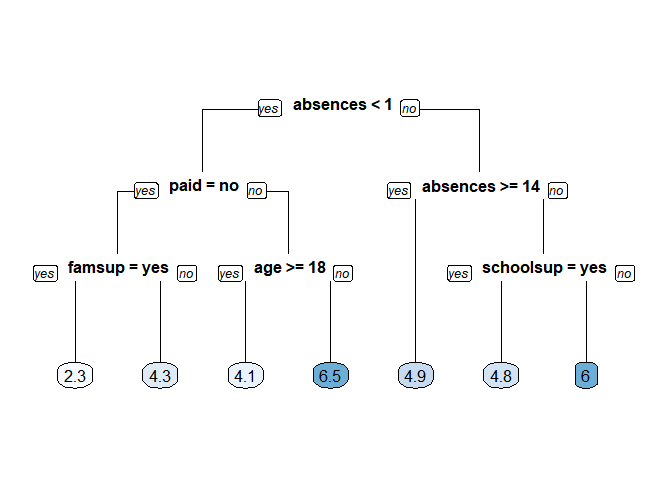 yes absences < 1 no
yes paid = no no yes absences >= 14 no
yes famsup = yes no yes age >= 18 no yes schoolsup = yes no
2.3 4.3 4.1 6.5 4.9 4.8 6